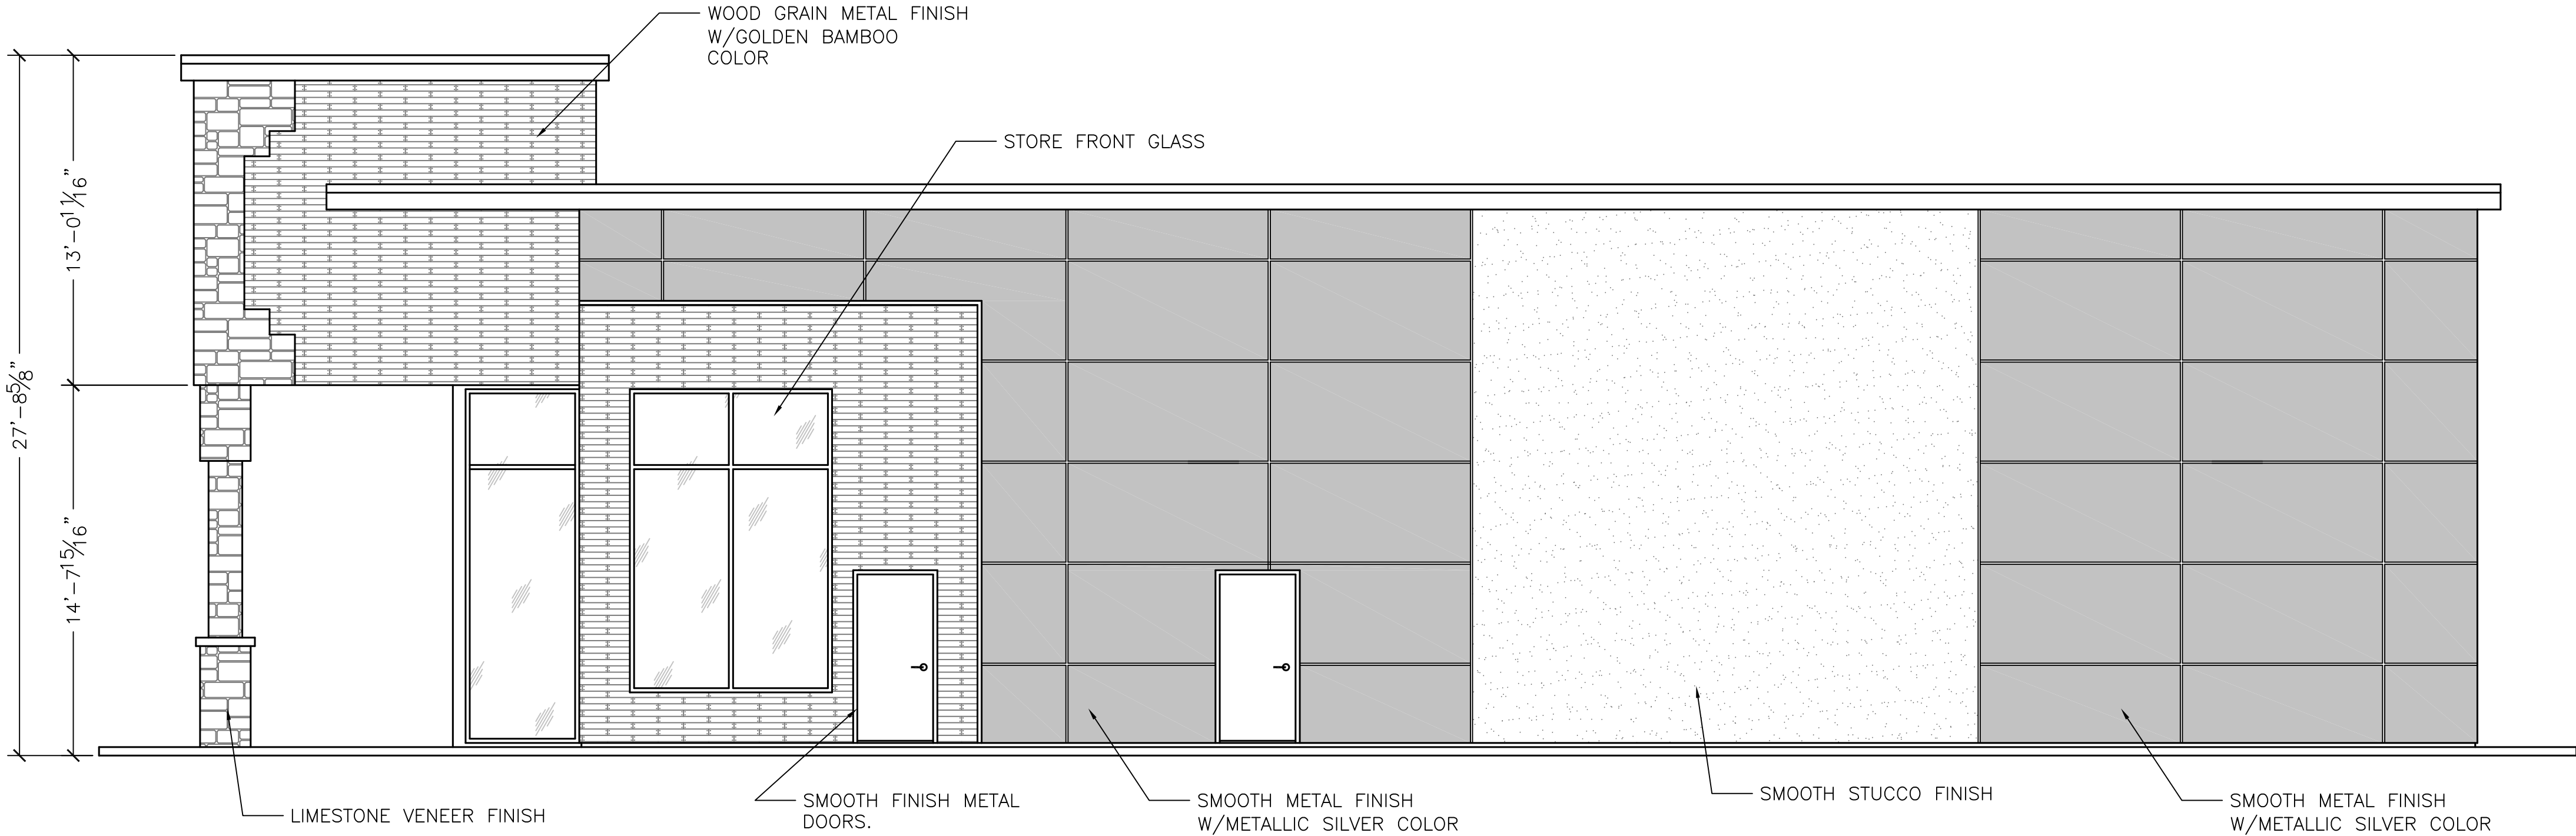 WOOD GRAIN METAL FINISH
W/GOLDEN BAMBOO
COLOR
STORE FRONT GLASS
13'-0 1/16"
27'-8 5/8"
14'-7 15/16"
LIMESTONE VENEER FINISH
SMOOTH FINISH METAL
DOORS.
SMOOTH METAL FINISH
W/METALLIC SILVER COLOR
SMOOTH STUCCO FINISH
SMOOTH METAL FINISH
W/METALLIC SILVER COLOR